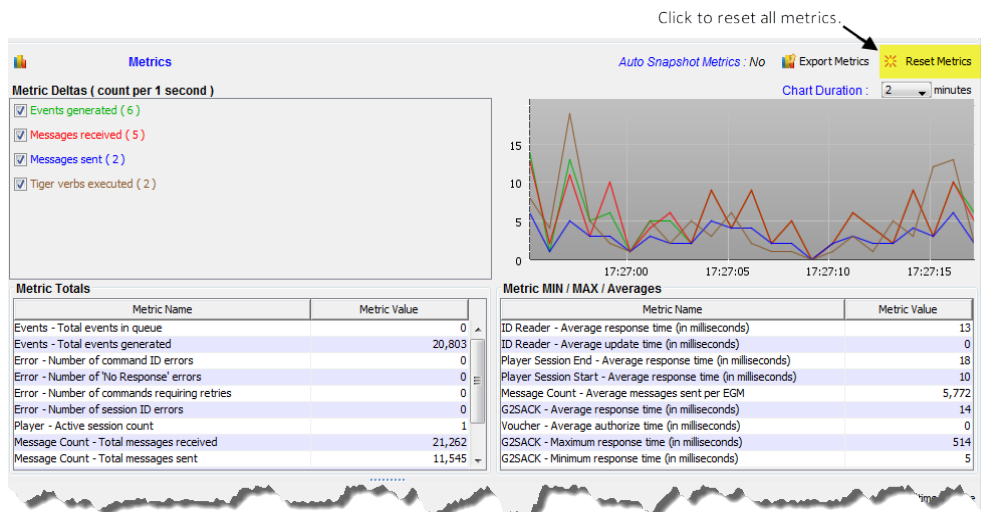 Click to reset all metrics.
Metrics
Auto Snapshot Metrics : No
Export Metrics
Reset Metrics
Metric Deltas ( count per 1 second )
Chart Duration :
2
minutes
Events generated ( 6 )
Messages received ( 5 )
Messages sent ( 2 )
Tiger verbs executed ( 2 )
15
10
5
0
17:27:00
17:27:05
17:27:10
17:27:15
Metric Totals
Metric Name Metric Value
Events - Total events in queue 0
Events - Total events generated 20,803
Error - Number of command ID errors 0
Error - Number of 'No Response' errors 0
Error - Number of commands requiring retries 0
Error - Number of session ID errors 0
Player - Active session count 1
Message Count - Total messages received 21,262
Message Count - Total messages sent 11,545
Metric MIN / MAX / Averages
Metric Name Metric Value
ID Reader - Average response time (in milliseconds) 13
ID Reader - Average update time (in milliseconds) 0
Player Session End - Average response time (in milliseconds) 18
Player Session Start - Average response time (in milliseconds) 10
Message Count - Average messages sent per EGM 5,772
G2SACK - Average response time (in milliseconds) 14
Voucher - Average authorize time (in milliseconds) 0
G2SACK - Maximum response time (in milliseconds) 514
G2SACK - Minimum response time (in milliseconds) 5